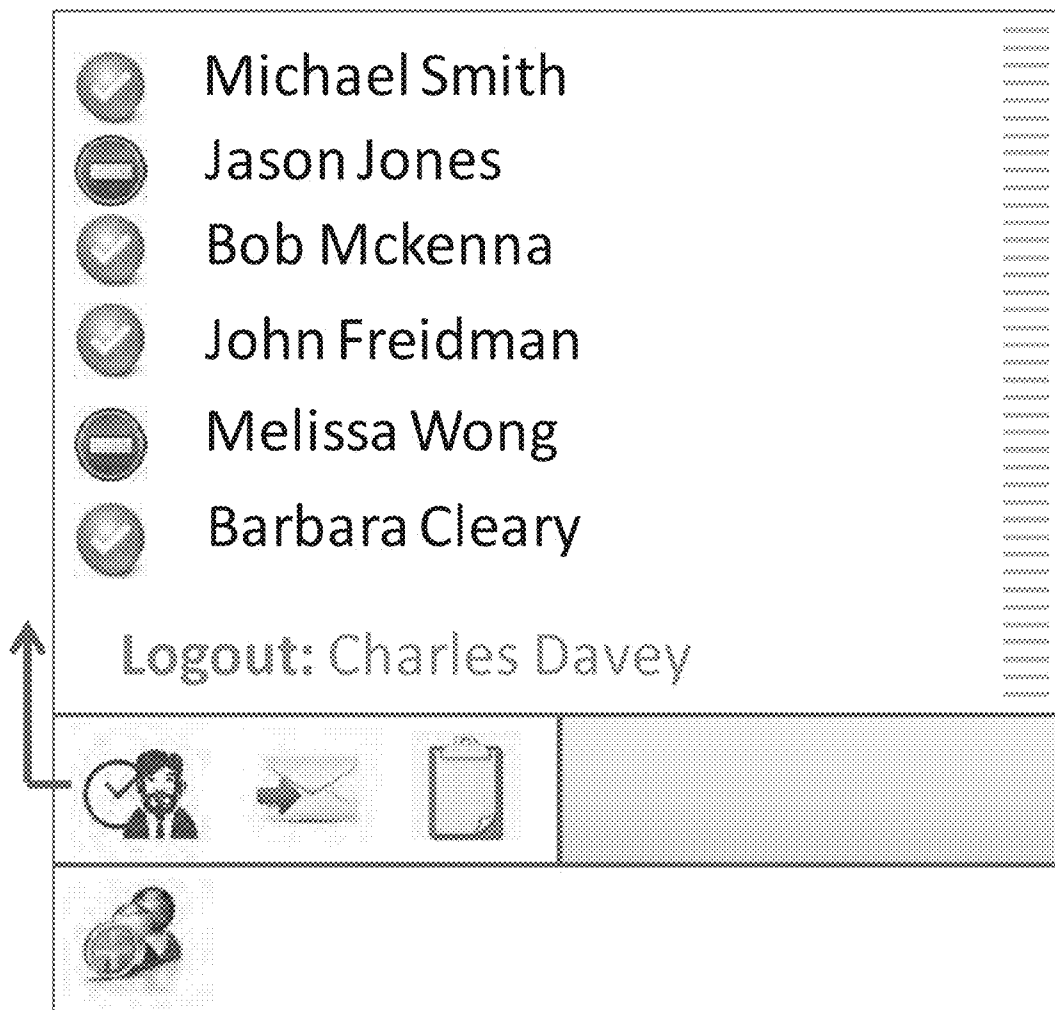 Michael Smith
Jason Jones
Bob Mckenna
John Freidman
Melissa Wong
Barbara Cleary
Logout: Charles Davey